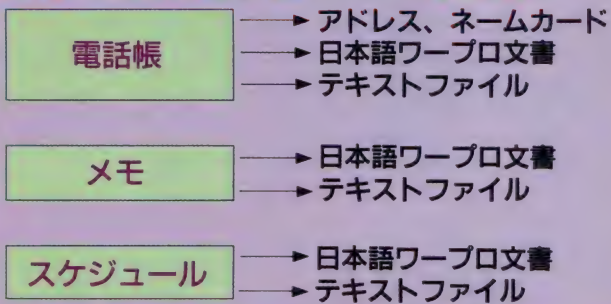 電話帳
アドレス、ネームカード
日本語ワープロ文書
テキストファイル
メモ
日本語ワープロ文書
テキストファイル
スケジュール
日本語ワープロ文書
テキストファイル